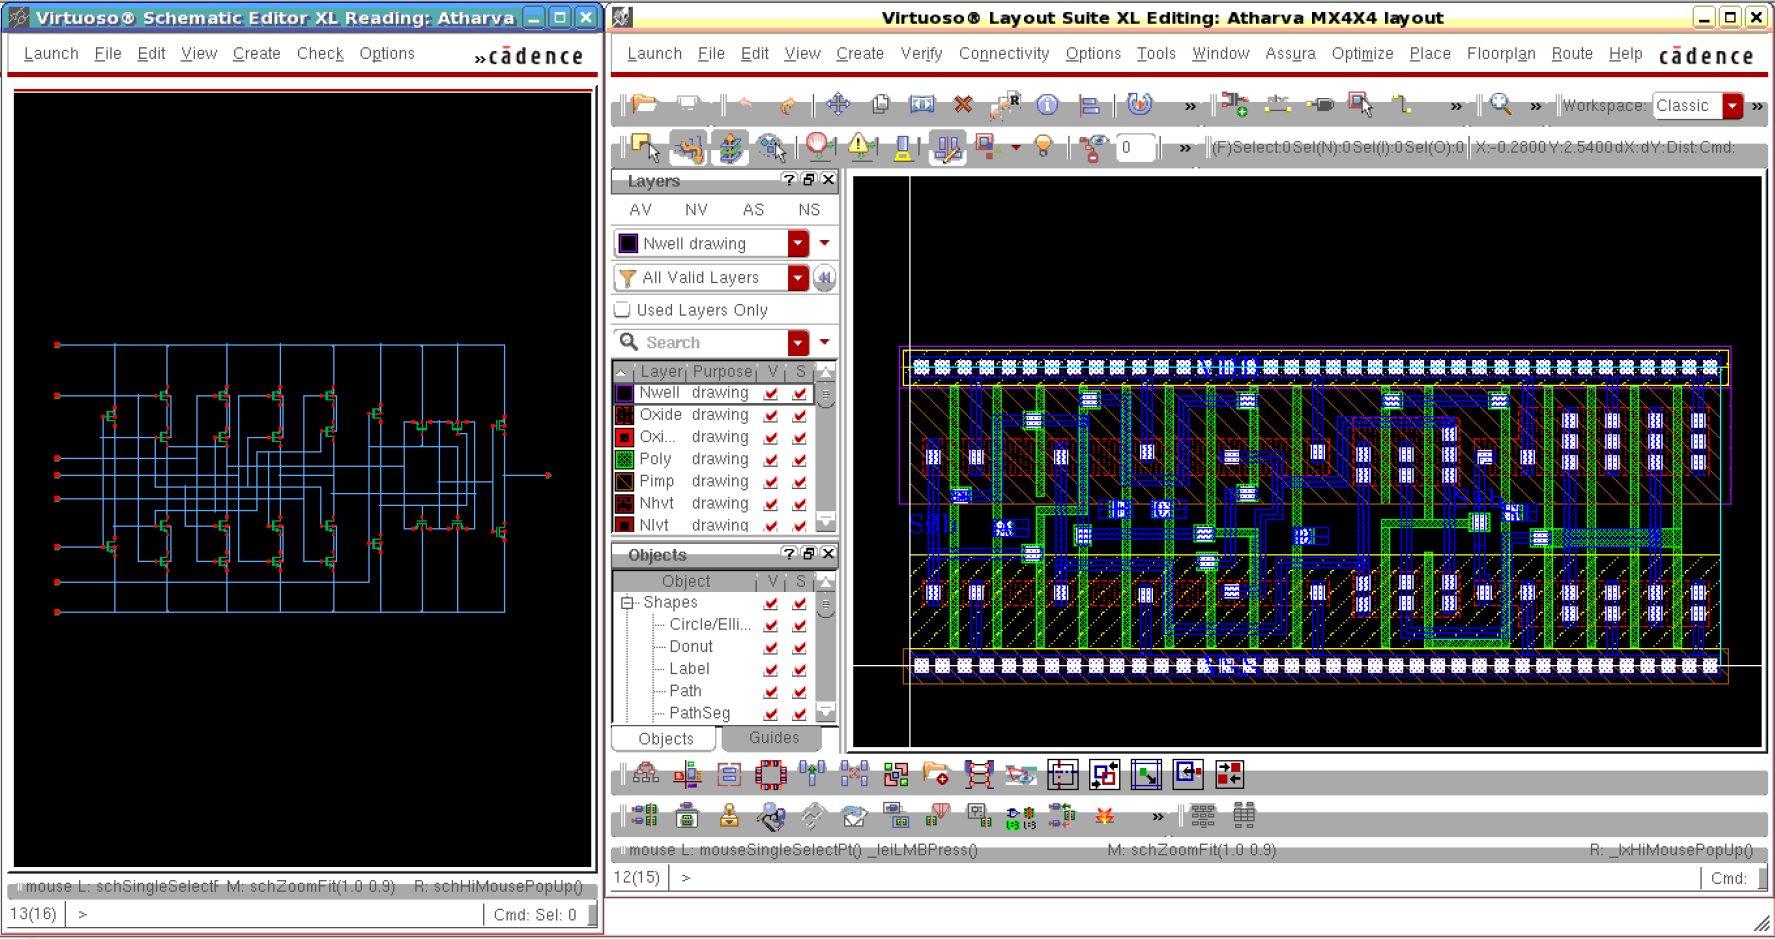 Virtuoso® Schematic Editor XL Reading: Atharva
Launch File Edit View Create Check Options » cādence
mouse L: schSingleSelectF M: schZoomFit(1.0 0.9) R: schHiMousePopUp()
13(16) > Cmd: Sel: 0
Virtuoso® Layout Suite XL Editing: Atharva MX4X4 layout
Launch File Edit View Create Verify Connectivity Options Tools Window Assura Optimize Place Floorplan Route Help cādence
» » » Workspace: Classic »
0 » (F)Select:0 Sel(N):0 Sel(I):0 Sel(O):0 X:-0.2800 Y:2.5400 dX: dY: Dist: Cmd:
Layers
AV NV AS NS
Nwell drawing
All Valid Layers
Used Layers Only
Search
Layer Purpose V S
Nwell drawing
Oxide drawing
Oxi... drawing
Poly drawing
Pimp drawing
Nhvt drawing
Nlvt drawing
Objects
Object V S
Shapes
Circle/Elli...
Donut
Label
Path
PathSeg
Objects Guides
»
mouse L: mouseSingleSelectPt() _leiLMBPress() M: schZoomFit(1.0 0.9) R: _lxHiMousePopUp()
12(15) > Cmd: